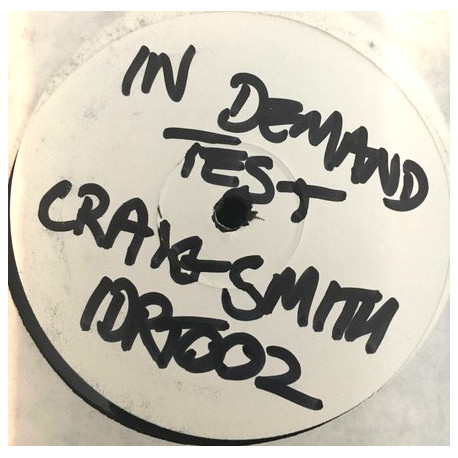 IN DEMAND
TEST
CRAIG SMITH
IDRT002